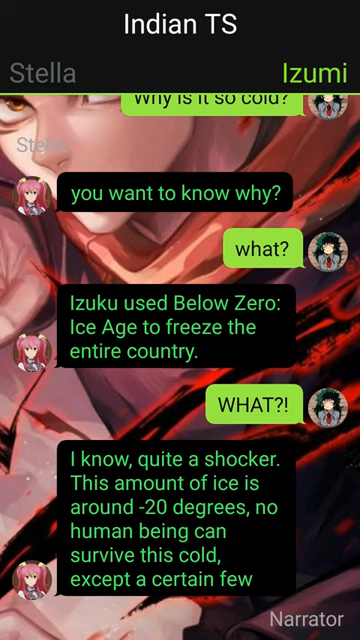 Indian TS
Stella
Izumi
Why is it so cold?
Stella
you want to know why?
what?
Izuku used Below Zero:
Ice Age to freeze the
entire country.
WHAT?!
I know, quite a shocker.
This amount of ice is
around -20 degrees, no
human being can
survive this cold,
except a certain few
Narrator